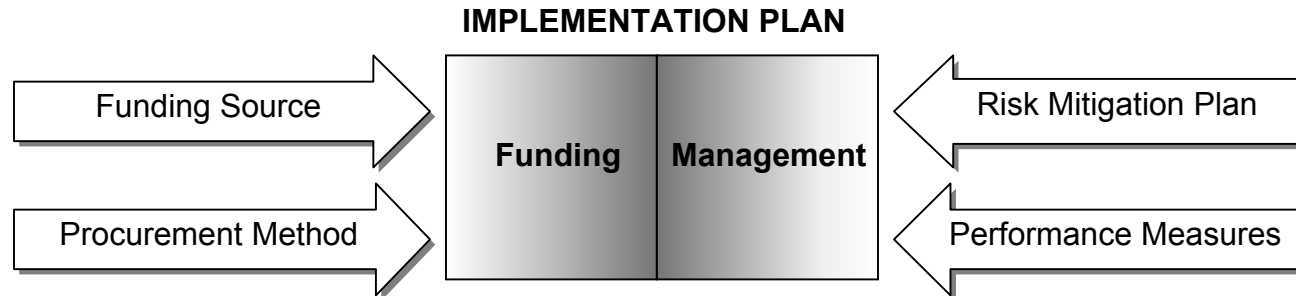 IMPLEMENTATION PLAN
Funding Source
Risk Mitigation Plan
Funding
Management
Procurement Method
Performance Measures